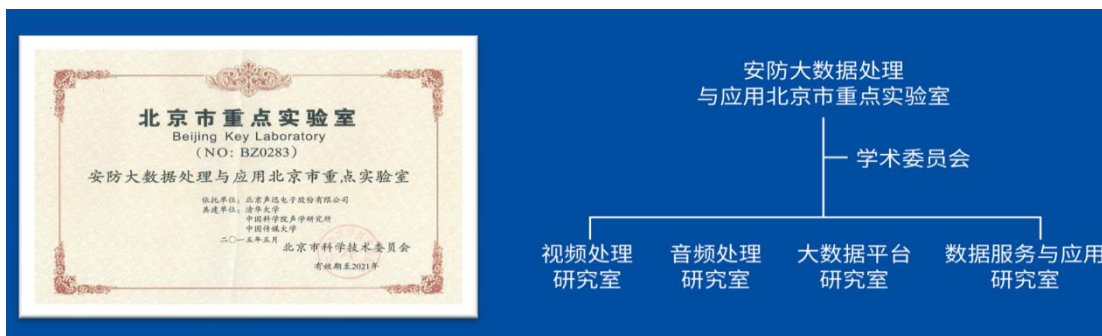 北京市重点实验室
Beijing Key Laboratory
(NO: BZ0283)
安防大数据处理与应用北京市重点实验室
依托单位：北京声迅电子股份有限公司
共建单位：清华大学
中国科学院声学研究所
中国传媒大学
二〇一五年五月
北京市科学技术委员会
有效期至2021年
安防大数据处理
与应用北京市重点实验室
学术委员会
视频处理
研究室
音频处理
研究室
大数据平台
研究室
数据服务与应用
研究室